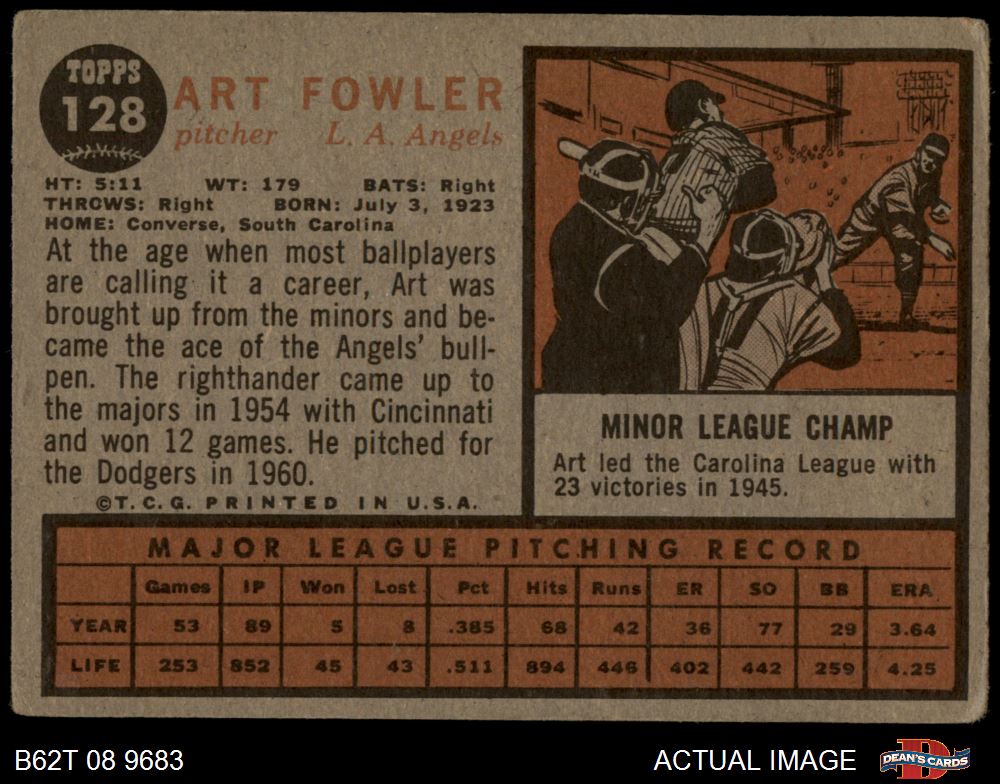 TOPPS
128
ART FOWLER
pitcher L. A. Angels
HT: 5:11 WT: 179 BATS: Right
THROWS: Right BORN: July 3, 1923
HOME: Converse, South Carolina
At the age when most ballplayers
are calling it a career, Art was
brought up from the minors and be-
came the ace of the Angels' bull-
pen. The righthander came up to
the majors in 1954 with Cincinnati
and won 12 games. He pitched for
the Dodgers in 1960.
©T.C.G. PRINTED IN U.S.A.
MINOR LEAGUE CHAMP
Art led the Carolina League with
23 victories in 1945.
MAJOR LEAGUE PITCHING RECORD
Games IP Won Lost Pct Hits Runs ER SO BB ERA
YEAR 53 89 5 8 .385 68 42 36 77 29 3.64
LIFE 253 852 45 43 .511 894 446 402 442 259 4.25
B62T 08 9683 ACTUAL IMAGE DEAN'S CARDS